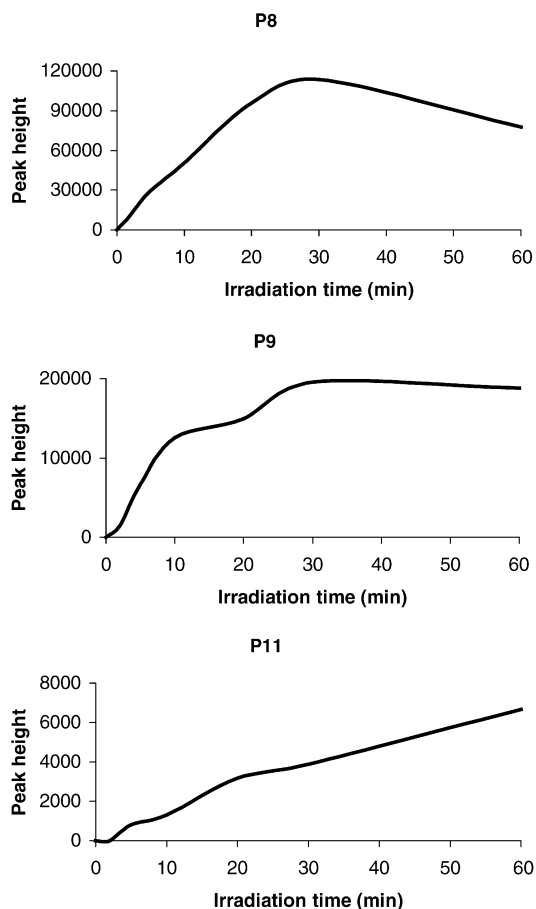 P8
120000
90000
60000
30000
0
Peak height
0 10 20 30 40 50 60
Irradiation time (min)
P9
20000
10000
0
Peak height
0 10 20 30 40 50 60
Irradiation time (min)
P11
8000
6000
4000
2000
0
Peak height
0 10 20 30 40 50 60
Irradiation time (min)